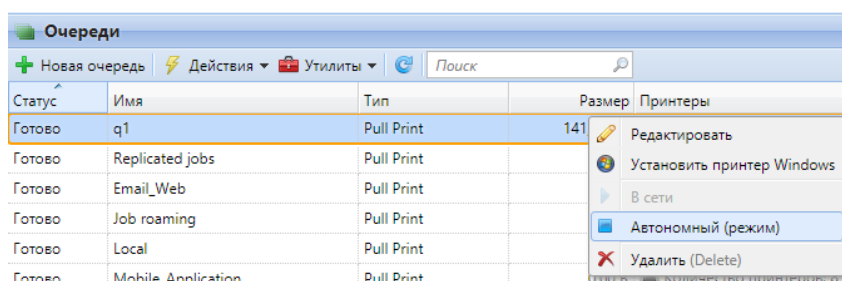 Очереди
Новая очередь Действия Утилиты Поиск
Статус Имя Тип Размер Принтеры
Готово q1 Pull Print 141
Редактировать
Готово Replicated jobs Pull Print
Установить принтер Windows
Готово Email_Web Pull Print
В сети
Готово Job roaming Pull Print
Автономный (режим)
Готово Local Pull Print
Удалить (Delete)
Готово Mobile_Application Pull Print